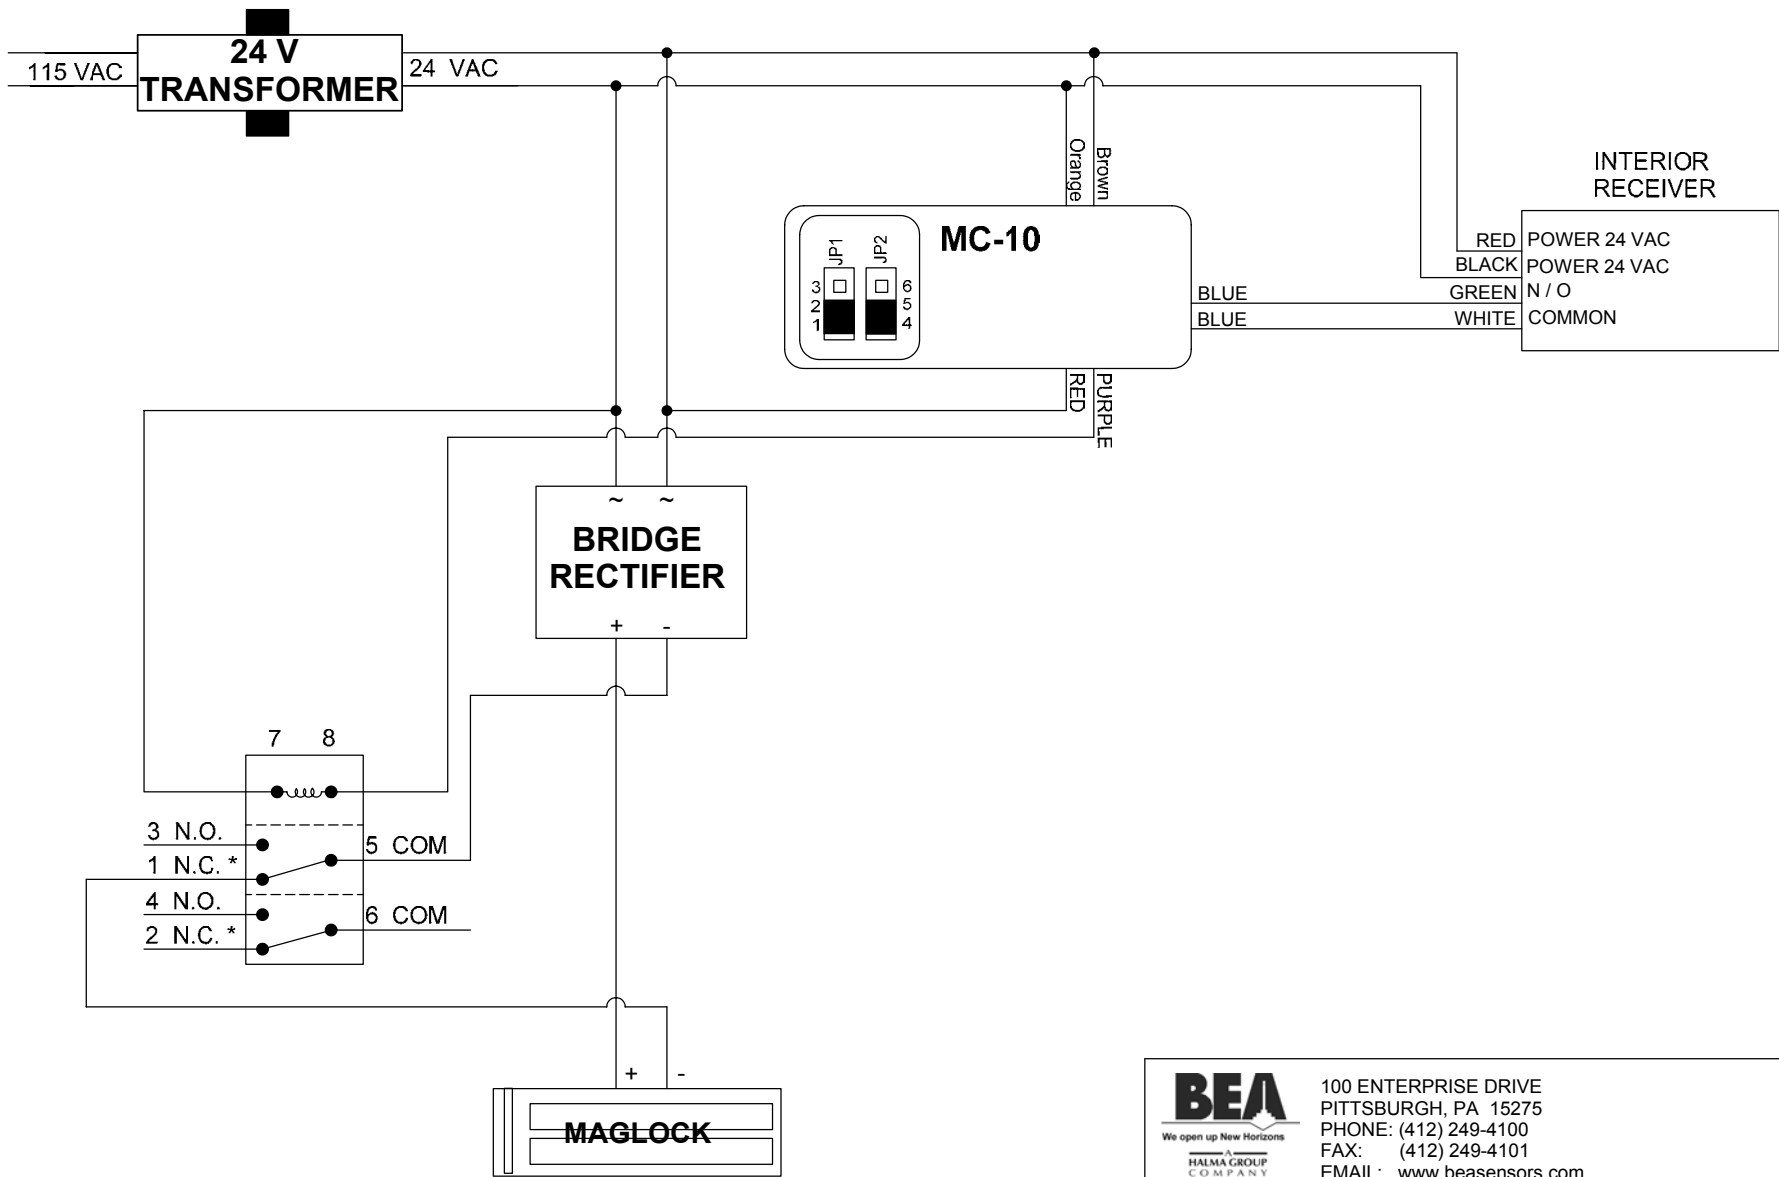 24 V
TRANSFORMER
115 VAC
24 VAC
Orange
Brown
INTERIOR
RECEIVER
MC-10
JP1
JP2
3
2
1
6
5
4
RED
POWER 24 VAC
BLACK
POWER 24 VAC
BLUE
GREEN
N / O
BLUE
WHITE
COMMON
RED
PURPLE
~ ~
BRIDGE
RECTIFIER
+ -
7 8
3 N.O.
5 COM
1 N.C. *
4 N.O.
6 COM
2 N.C. *
+ -
MAGLOCK
BEA
We open up New Horizons
A
HALMA GROUP
COMPANY
100 ENTERPRISE DRIVE
PITTSBURGH, PA 15275
PHONE: (412) 249-4100
FAX: (412) 249-4101
EMAIL: www.beasensors.com